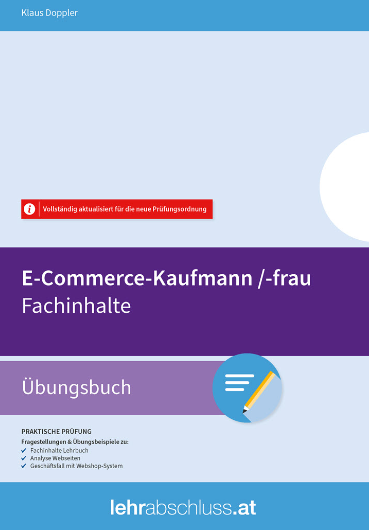 Klaus Doppler
Vollständig aktualisiert für die neue Prüfungsordnung
E-Commerce-Kaufmann /-frau
Fachinhalte
Übungsbuch
PRAKTISCHE PRÜFUNG
Fragestellungen & Übungsbeispiele zu:
Fachinhalte Lehrbuch
Analyse Webseiten
Geschäftsfall mit Webshop-System
lehrabschluss.at